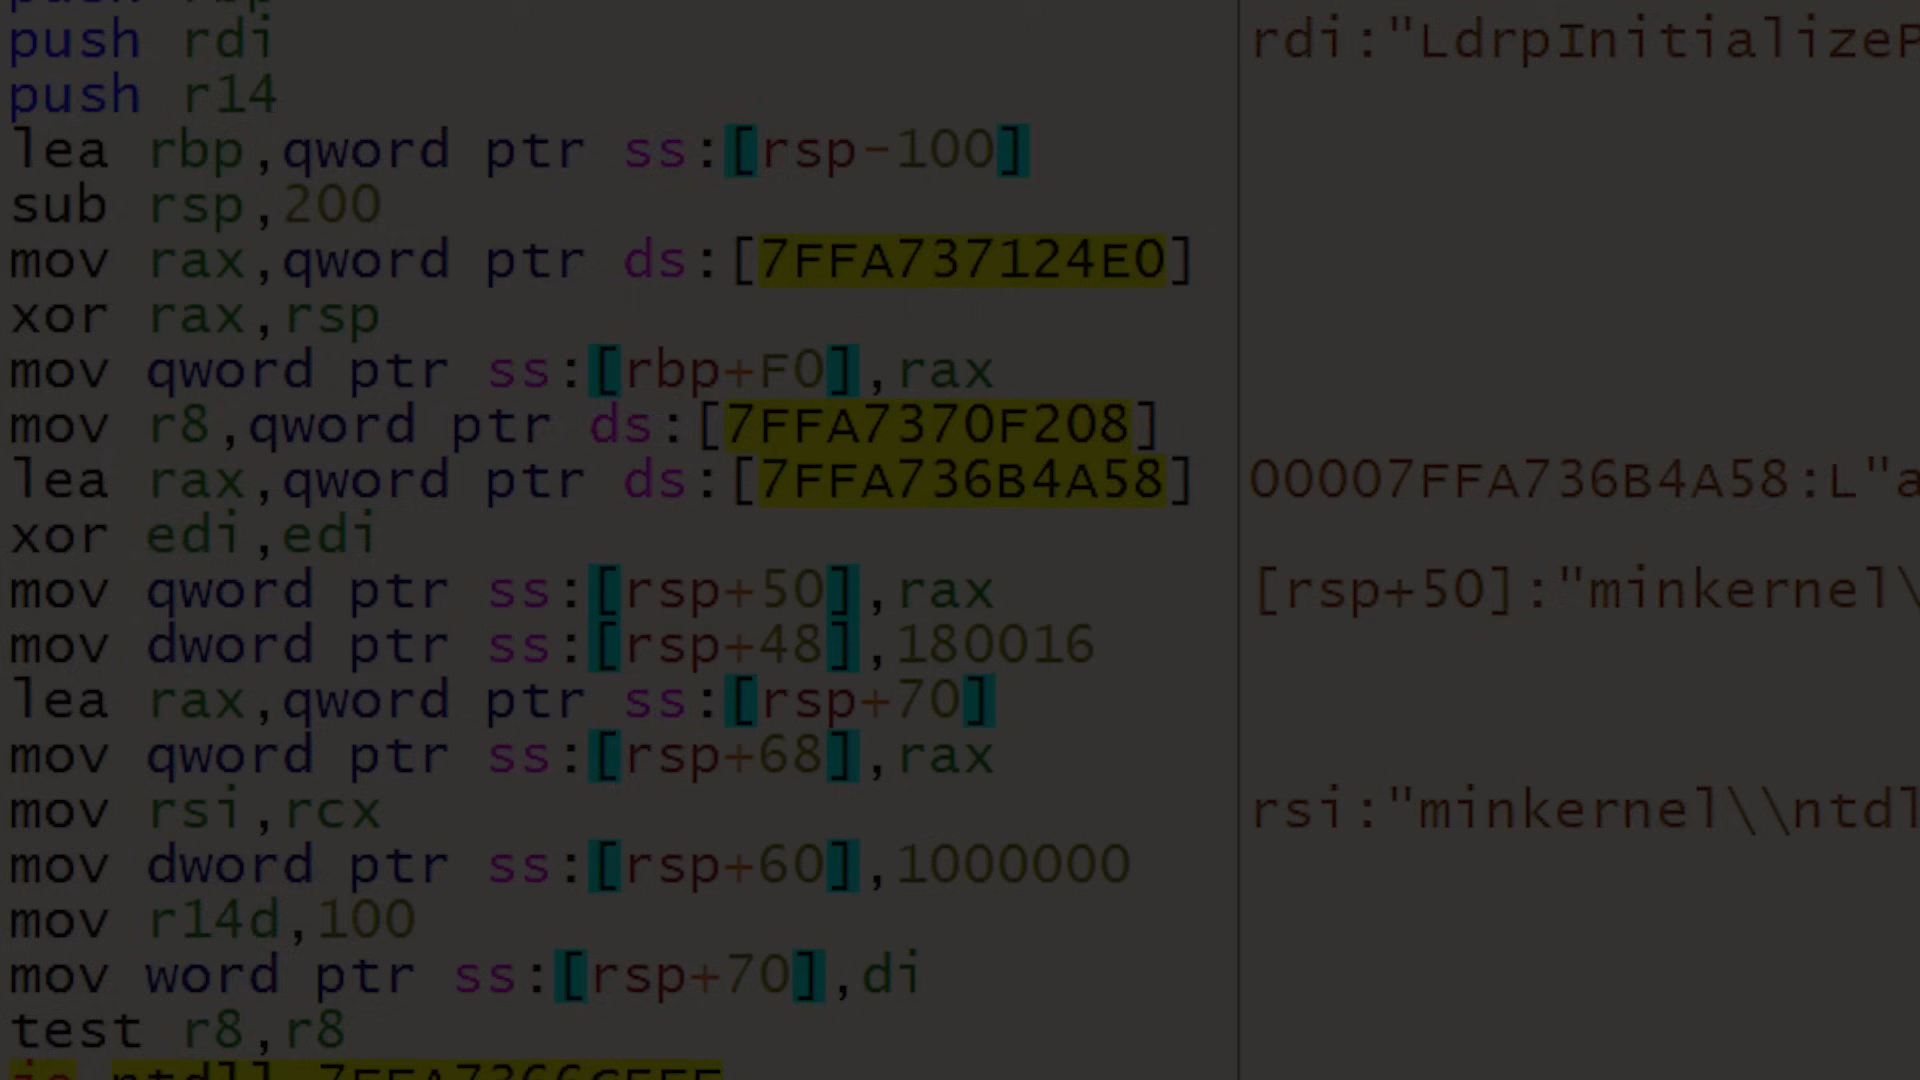 push rbp
push rdi rdi:"LdrpInitializeP
push r14
lea rbp,qword ptr ss:[rsp-100]
sub rsp,200
mov rax,qword ptr ds:[7FFA737124E0]
xor rax,rsp
mov qword ptr ss:[rbp+F0],rax
mov r8,qword ptr ds:[7FFA7370F208]
lea rax,qword ptr ds:[7FFA736B4A58] 00007FFA736B4A58:L"a
xor edi,edi
mov qword ptr ss:[rsp+50],rax [rsp+50]:"minkernel\
mov dword ptr ss:[rsp+48],180016
lea rax,qword ptr ss:[rsp+70]
mov qword ptr ss:[rsp+68],rax
mov rsi,rcx rsi:"minkernel\\ntdl
mov dword ptr ss:[rsp+60],1000000
mov r14d,100
mov word ptr ss:[rsp+70],di
test r8,r8